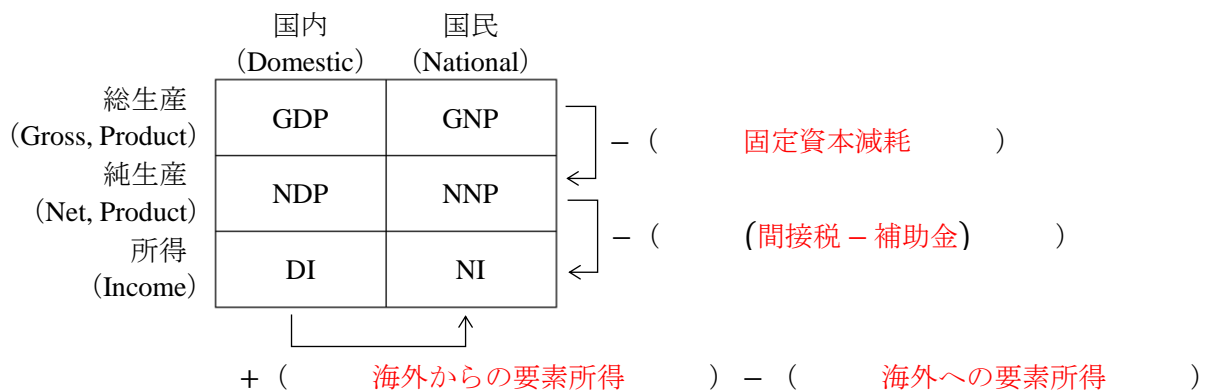 国内 国民
（Domestic） （National）
総生産
（Gross, Product） GDP GNP
－（ 固定資本減耗 ）
純生産
（Net, Product） NDP NNP
－（ (間接税 – 補助金) ）
所得
（Income） DI NI
＋（ 海外からの要素所得 ）－（ 海外への要素所得 ）